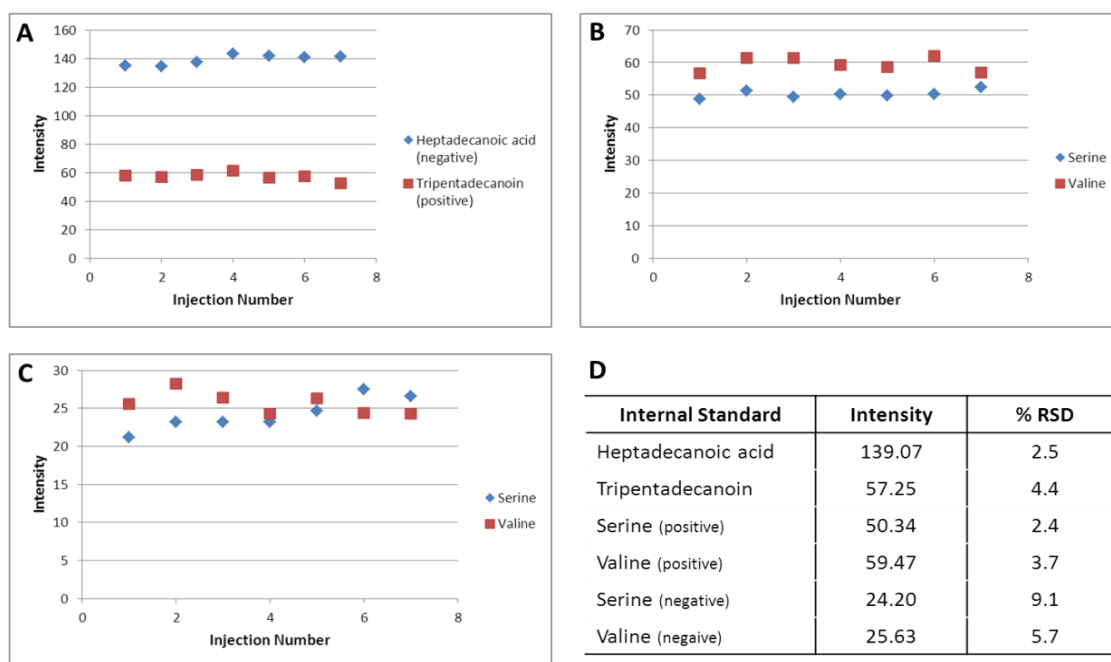 A
160
140
120
100
80
60
40
20
0
0 2 4 6 8
Intensity
Injection Number
Heptadecanoic acid
(negative)
Tripentadecanoin
(positive)
B
70
60
50
40
30
20
10
0
0 2 4 6 8
Intensity
Injection Number
Serine
Valine
C
30
25
20
15
10
5
0
0 2 4 6 8
Intensity
Injection Number
Serine
Valine
D
Internal Standard Intensity % RSD
Heptadecanoic acid 139.07 2.5
Tripentadecanoin 57.25 4.4
Serine (positive) 50.34 2.4
Valine (positive) 59.47 3.7
Serine (negative) 24.20 9.1
Valine (negaive) 25.63 5.7